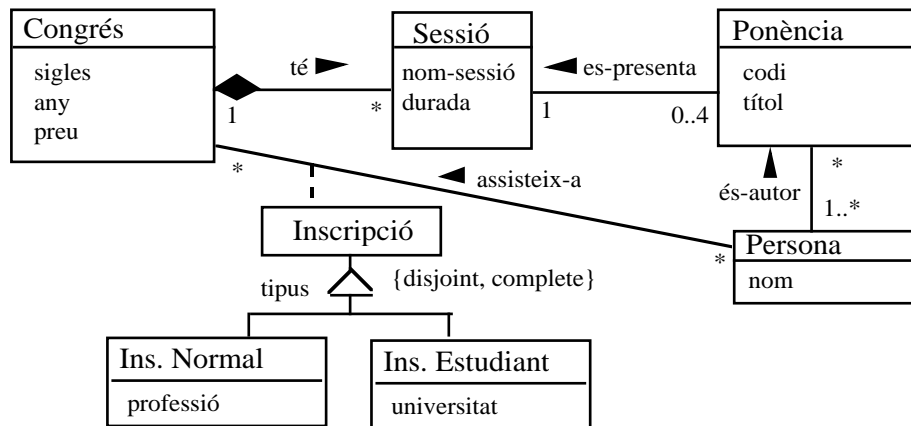 Congrés
sigles
any
preu
té
1
*
Sessió
nom-sessió
durada
es-presenta
1
0..4
Ponència
codi
títol
*
assisteix-a
*
és-autor
*
1..*
Persona
nom
Inscripció
tipus
{disjoint, complete}
Ins. Normal
professió
Ins. Estudiant
universitat